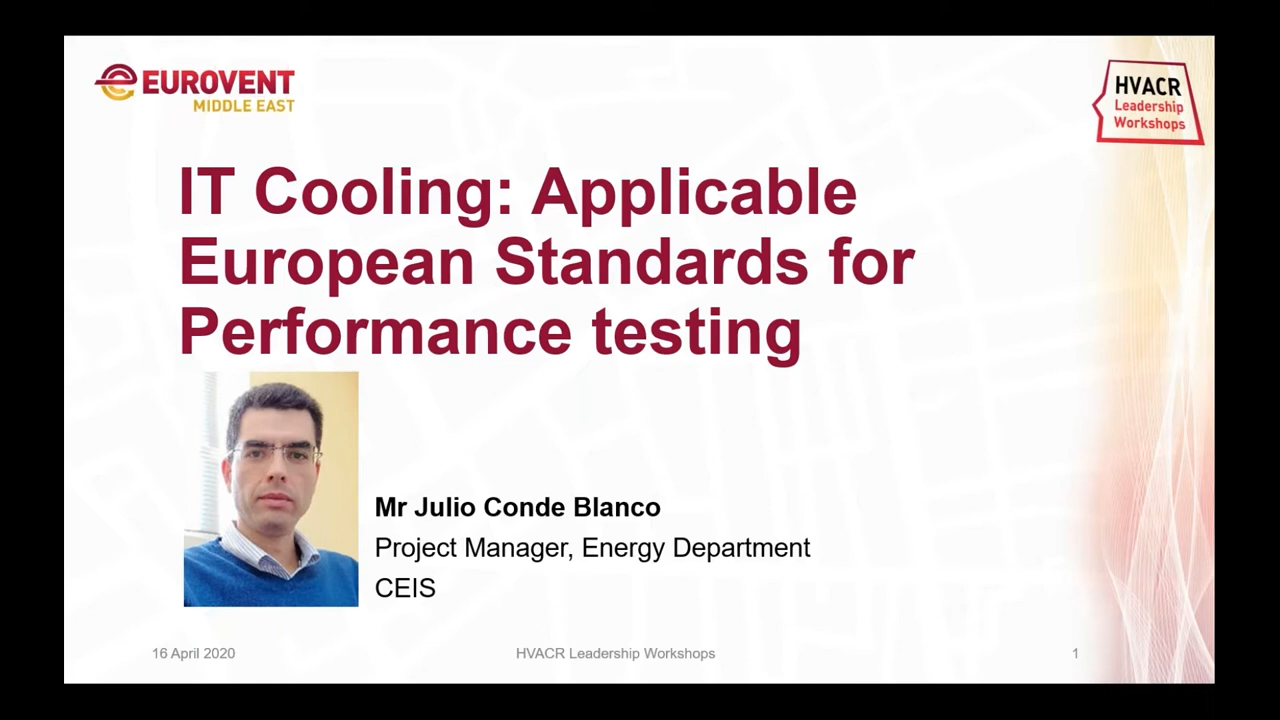 EUROVENT
MIDDLE EAST
HVACR
Leadership
Workshops
IT Cooling: Applicable
European Standards for
Performance testing
Mr Julio Conde Blanco
Project Manager, Energy Department
CEIS
16 April 2020
HVACR Leadership Workshops
1